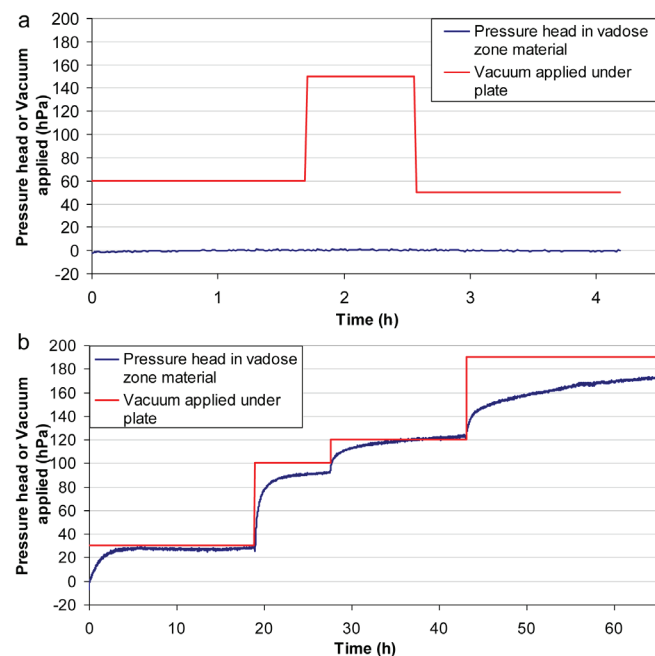 a
200
180
160
140
120
100
80
60
40
20
0
-20
Pressure head or Vacuum
applied (hPa)
Pressure head in vadose
zone material
Vacuum applied under
plate
0 1 2 3 4
Time (h)
b
200
180
160
140
120
100
80
60
40
20
0
-20
Pressure head or Vacuum
applied (hPa)
Pressure head in vadose
zone material
Vacuum applied under
plate
0 10 20 30 40 50 60
Time (h)